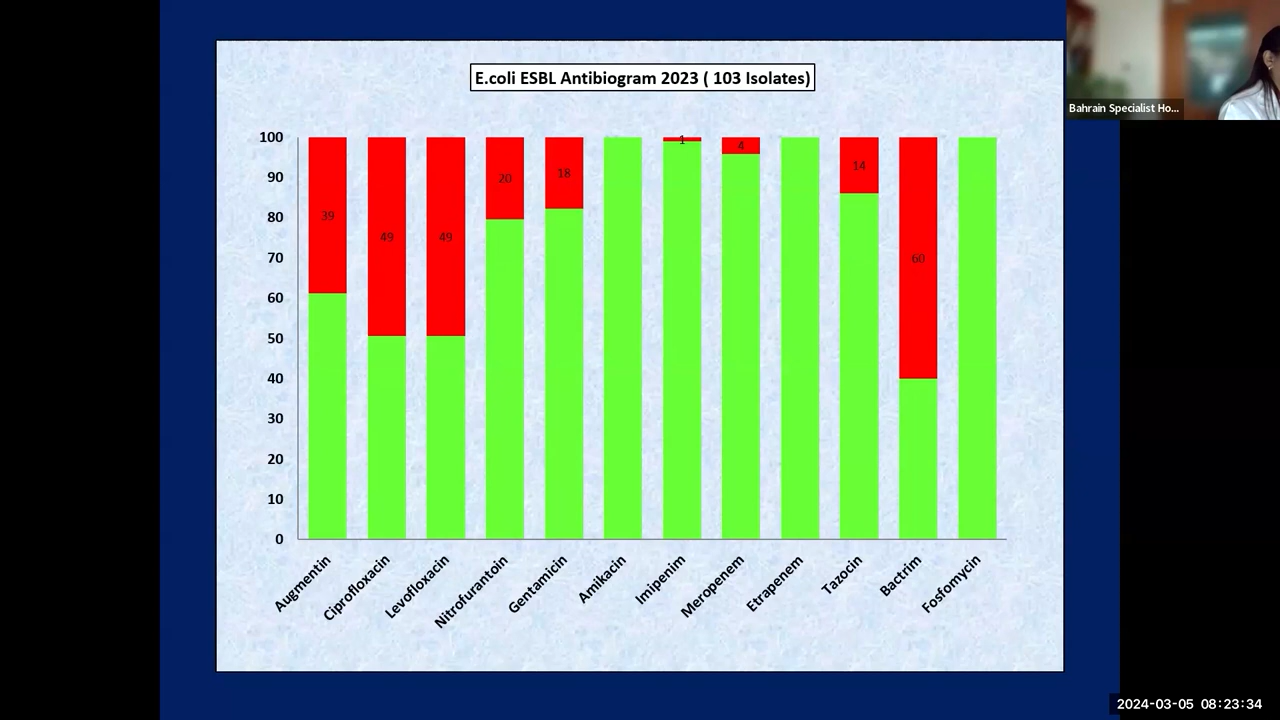 E.coli ESBL Antibiogram 2023 ( 103 Isolates)
Bahrain Specialist Ho...
100
90
80
70
60
50
40
30
20
10
0
39
49
49
20
18
1
4
14
60
Augmentin
Ciprofloxacin
Levofloxacin
Nitrofurantoin
Gentamicin
Amikacin
Imipenim
Meropenem
Etrapenem
Tazocin
Bactrim
Fosfomycin
2024-03-05 08:23:34